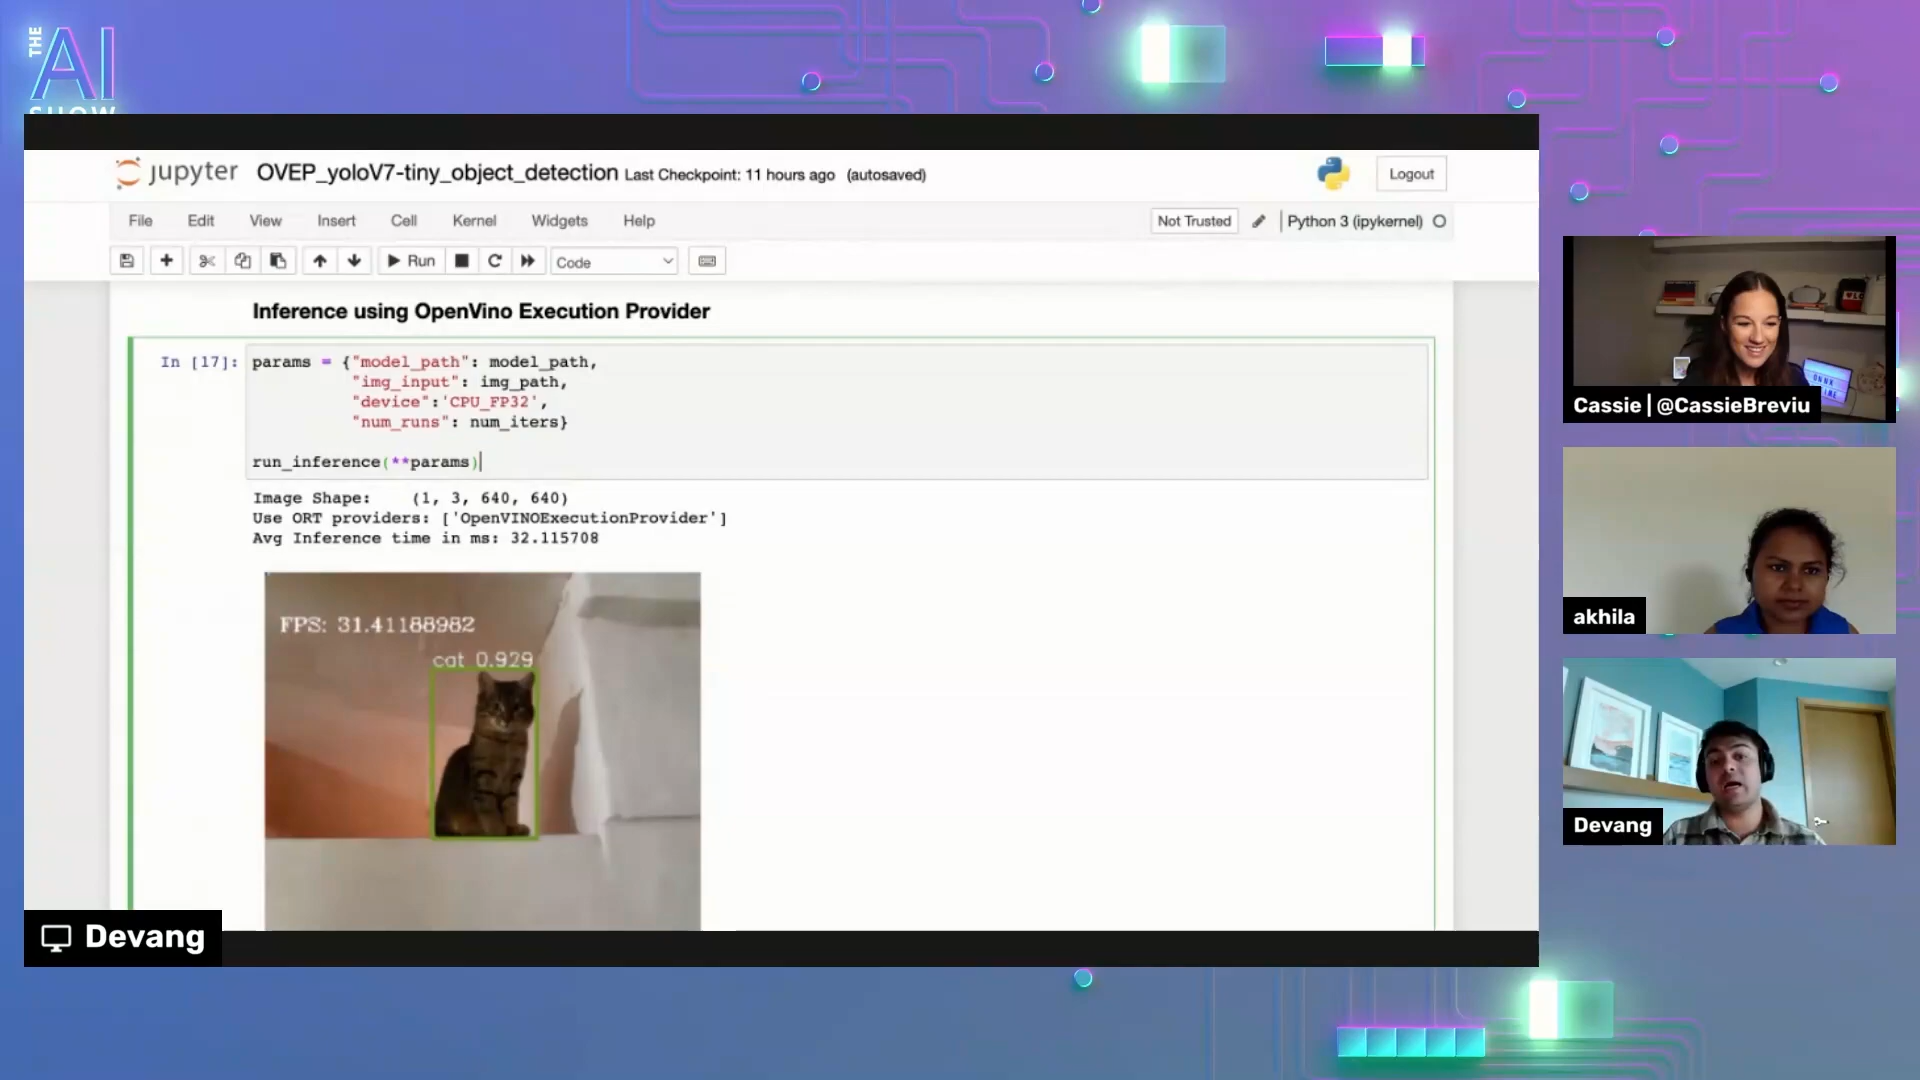 THE
AI
SHOW
jupyter OVEP_yoloV7-tiny_object_detection Last Checkpoint: 11 hours ago (autosaved)
Logout
File Edit View Insert Cell Kernel Widgets Help
Not Trusted
Python 3 (ipykernel)
Run
Code
Inference using OpenVino Execution Provider
In [17]: params = {"model_path": model_path,
"img_input": img_path,
"device":'CPU_FP32',
"num_runs": num_iters}
run_inference(**params)
Image Shape: (1, 3, 640, 640)
Use ORT providers: ['OpenVINOExecutionProvider']
Avg Inference time in ms: 32.115708
FPS: 31.41188982
cat 0.929
Devang
Cassie | @CassieBreviu
akhila
Devang